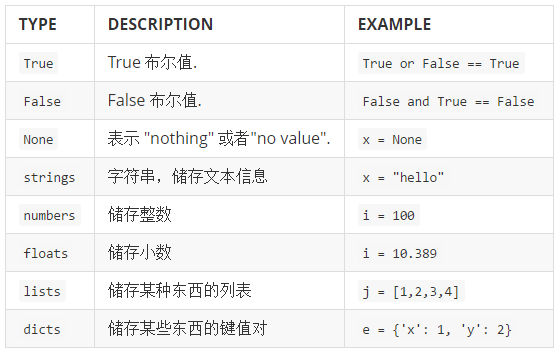 TYPE DESCRIPTION EXAMPLE
True True 布尔值. True or False == True
False False 布尔值. False and True == False
None 表示 "nothing" 或者"no value". x = None
strings 字符串，储存文本信息 x = "hello"
numbers 储存整数 i = 100
floats 储存小数 i = 10.389
lists 储存某种东西的列表 j = [1,2,3,4]
dicts 储存某些东西的键值对 e = {'x': 1, 'y': 2}